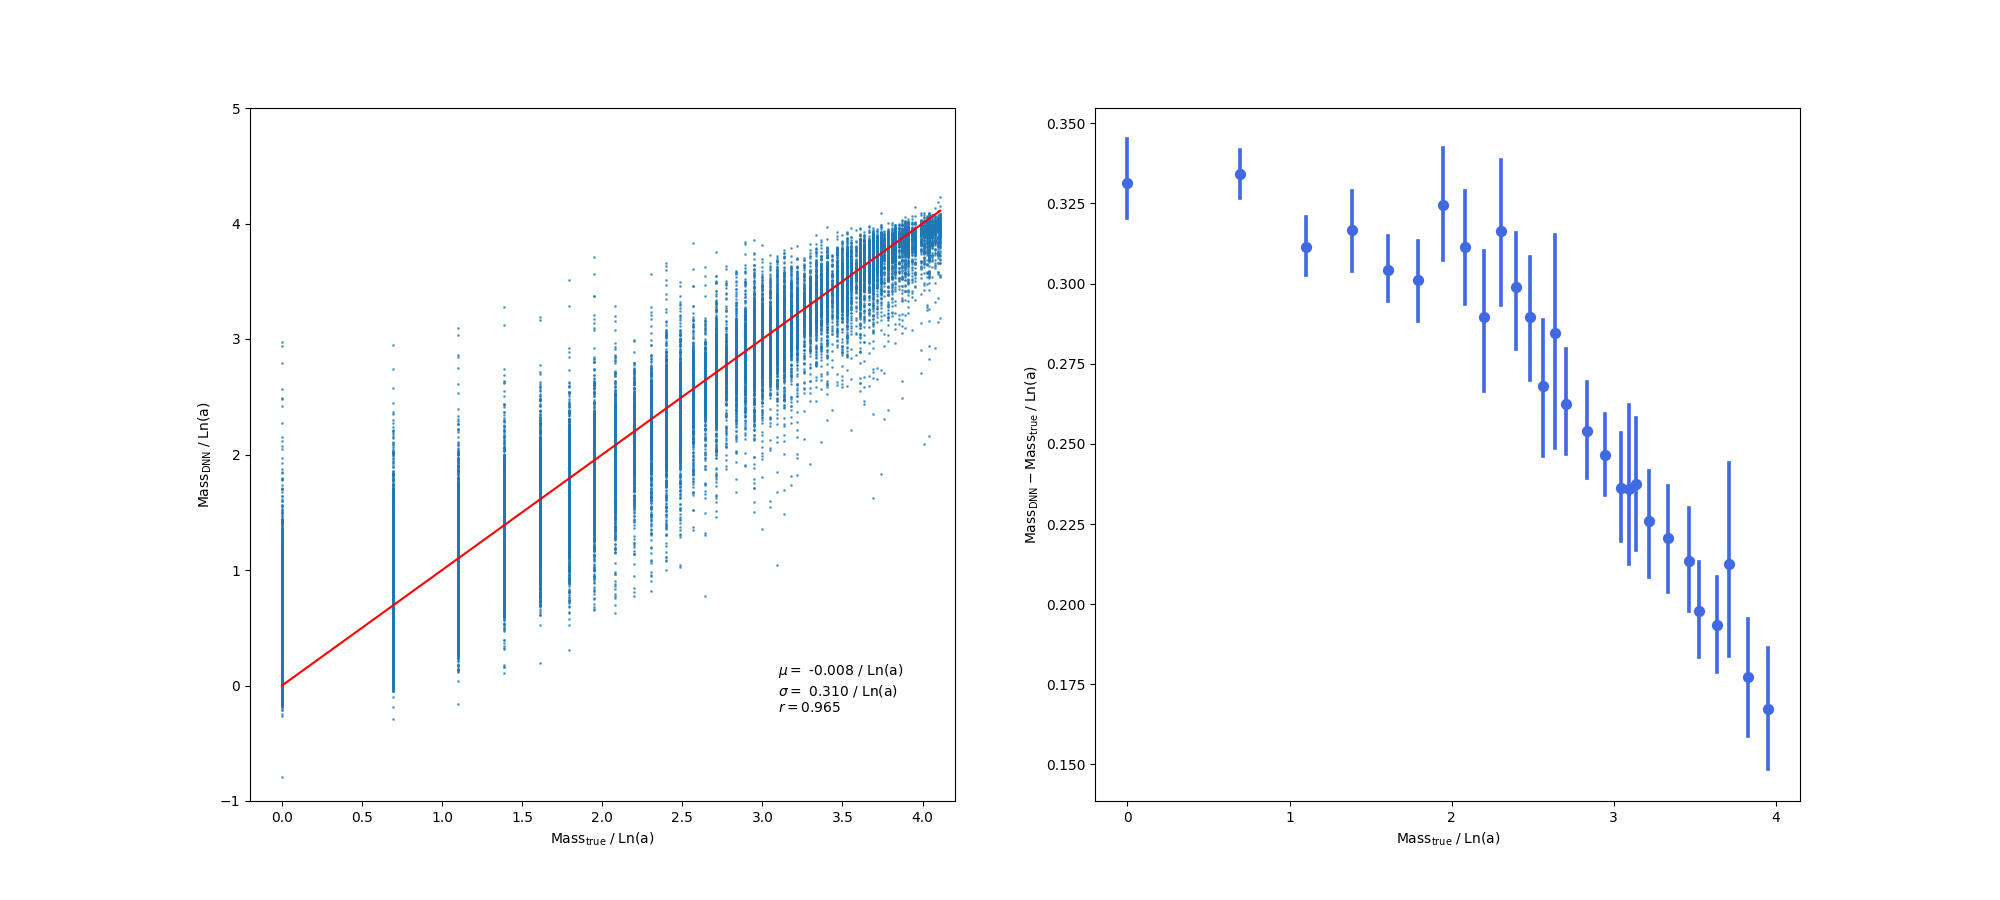 5
4
3
2
1
0
−1
0.0 0.5 1.0 1.5 2.0 2.5 3.0 3.5 4.0
Mass_DNN / Ln(a)
Mass_true / Ln(a)
μ = -0.008 / Ln(a)
σ = 0.310 / Ln(a)
r = 0.965
0.350
0.325
0.300
0.275
0.250
0.225
0.200
0.175
0.150
0 1 2 3 4
Mass_DNN − Mass_true / Ln(a)
Mass_true / Ln(a)